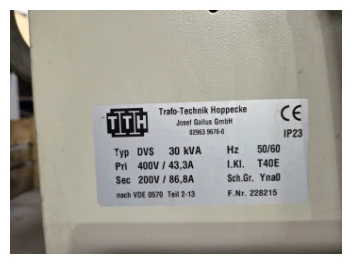 TTH
Trafo-Technik Hoppecke
Josef Gallus GmbH
02963 9676-0
CE
IP23
Typ DVS 30 kVA Hz 50/60
Pri 400V / 43,3A I.Kl. T40E
Sec 200V / 86,8A Sch.Gr. Yna0
nach VDE 0570 Teil 2-13 F.Nr. 228215